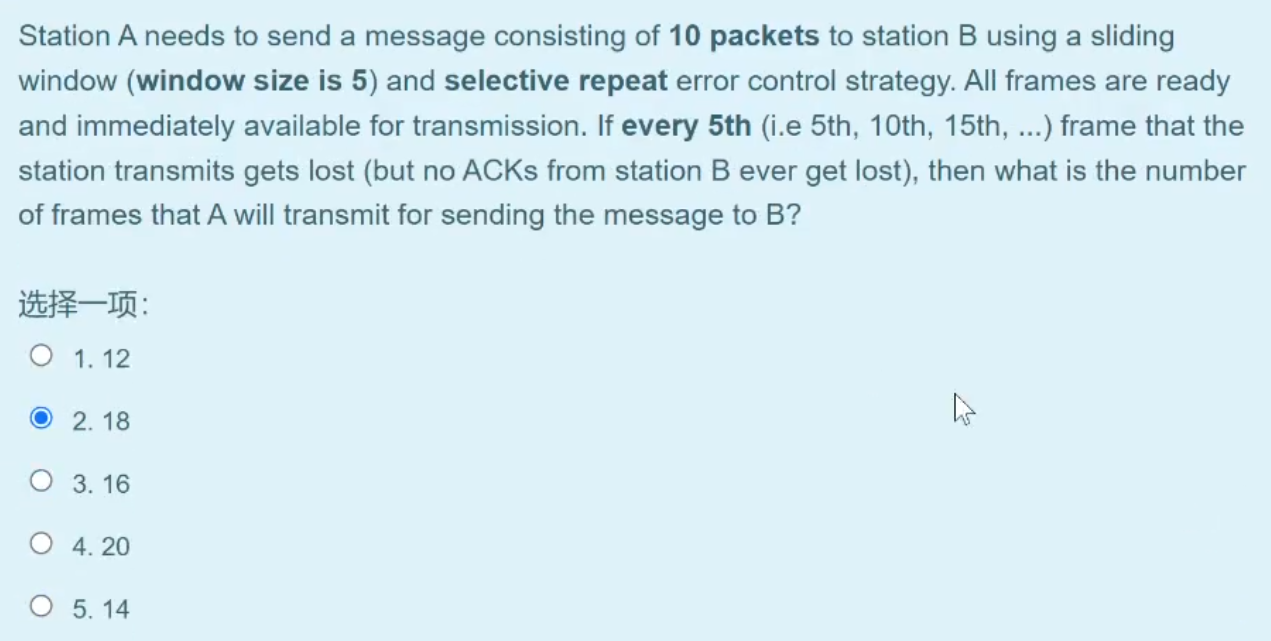 Station A needs to send a message consisting of 10 packets to station B using a sliding
window (window size is 5) and selective repeat error control strategy. All frames are ready
and immediately available for transmission. If every 5th (i.e 5th, 10th, 15th, ...) frame that the
station transmits gets lost (but no ACKs from station B ever get lost), then what is the number
of frames that A will transmit for sending the message to B?
选择一项:
1. 12
2. 18
3. 16
4. 20
5. 14